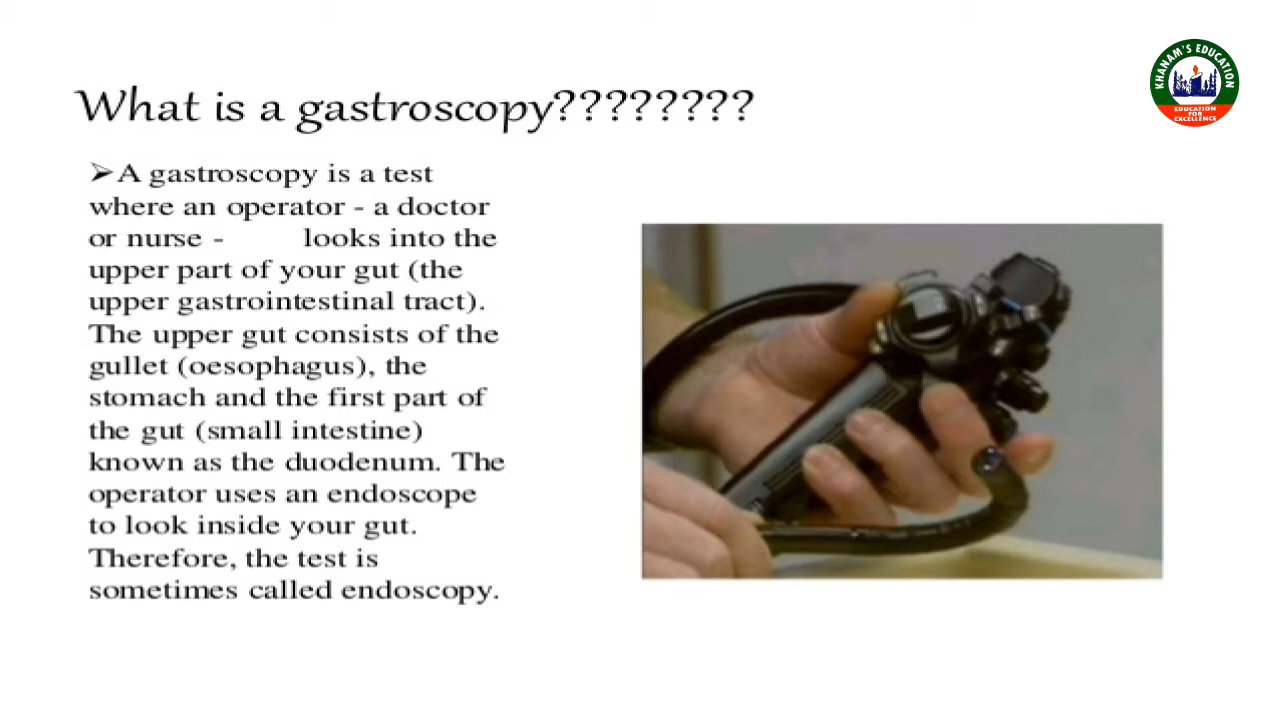 What is a gastroscopy????????
➢A gastroscopy is a test
where an operator - a doctor
or nurse - looks into the
upper part of your gut (the
upper gastrointestinal tract).
The upper gut consists of the
gullet (oesophagus), the
stomach and the first part of
the gut (small intestine)
known as the duodenum. The
operator uses an endoscope
to look inside your gut.
Therefore, the test is
sometimes called endoscopy.
KHANAM'S EDUCATION
EDUCATION
FOR
EXCELLENCE